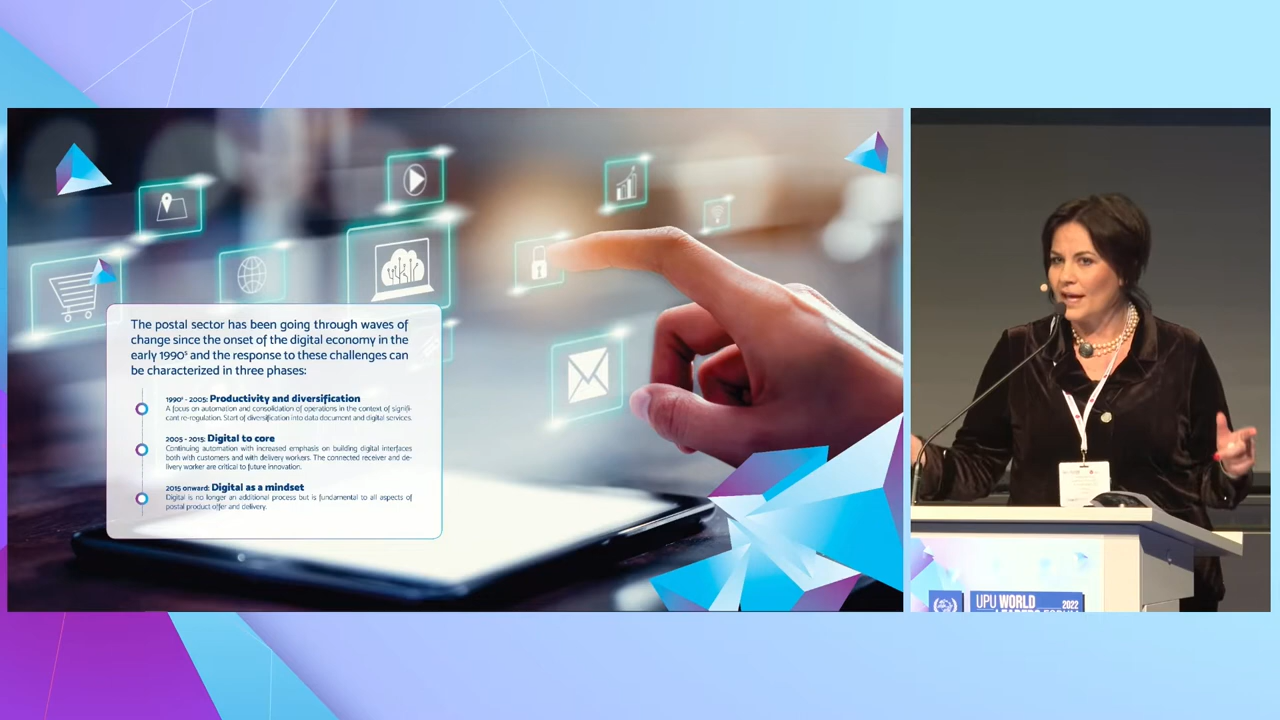 The postal sector has been going through waves of
change since the onset of the digital economy in the
early 1990ˢ and the response to these challenges can
be characterized in three phases:
1990ˢ - 2005: Productivity and diversification
A focus on automation and consolidation of operations in the context of signifi-
cant re-regulation. Start of diversification into data document and digital services.
2005 - 2015: Digital to core
Continuing automation with increased emphasis on building digital interfaces
both with customers and with delivery workers. The connected receiver and de-
livery worker are critical to future innovation.
2015 onward: Digital as a mindset
Digital is no longer an additional process but is fundamental to all aspects of
postal product offer and delivery.
UPU WORLD 2022
LEADERS FORUM